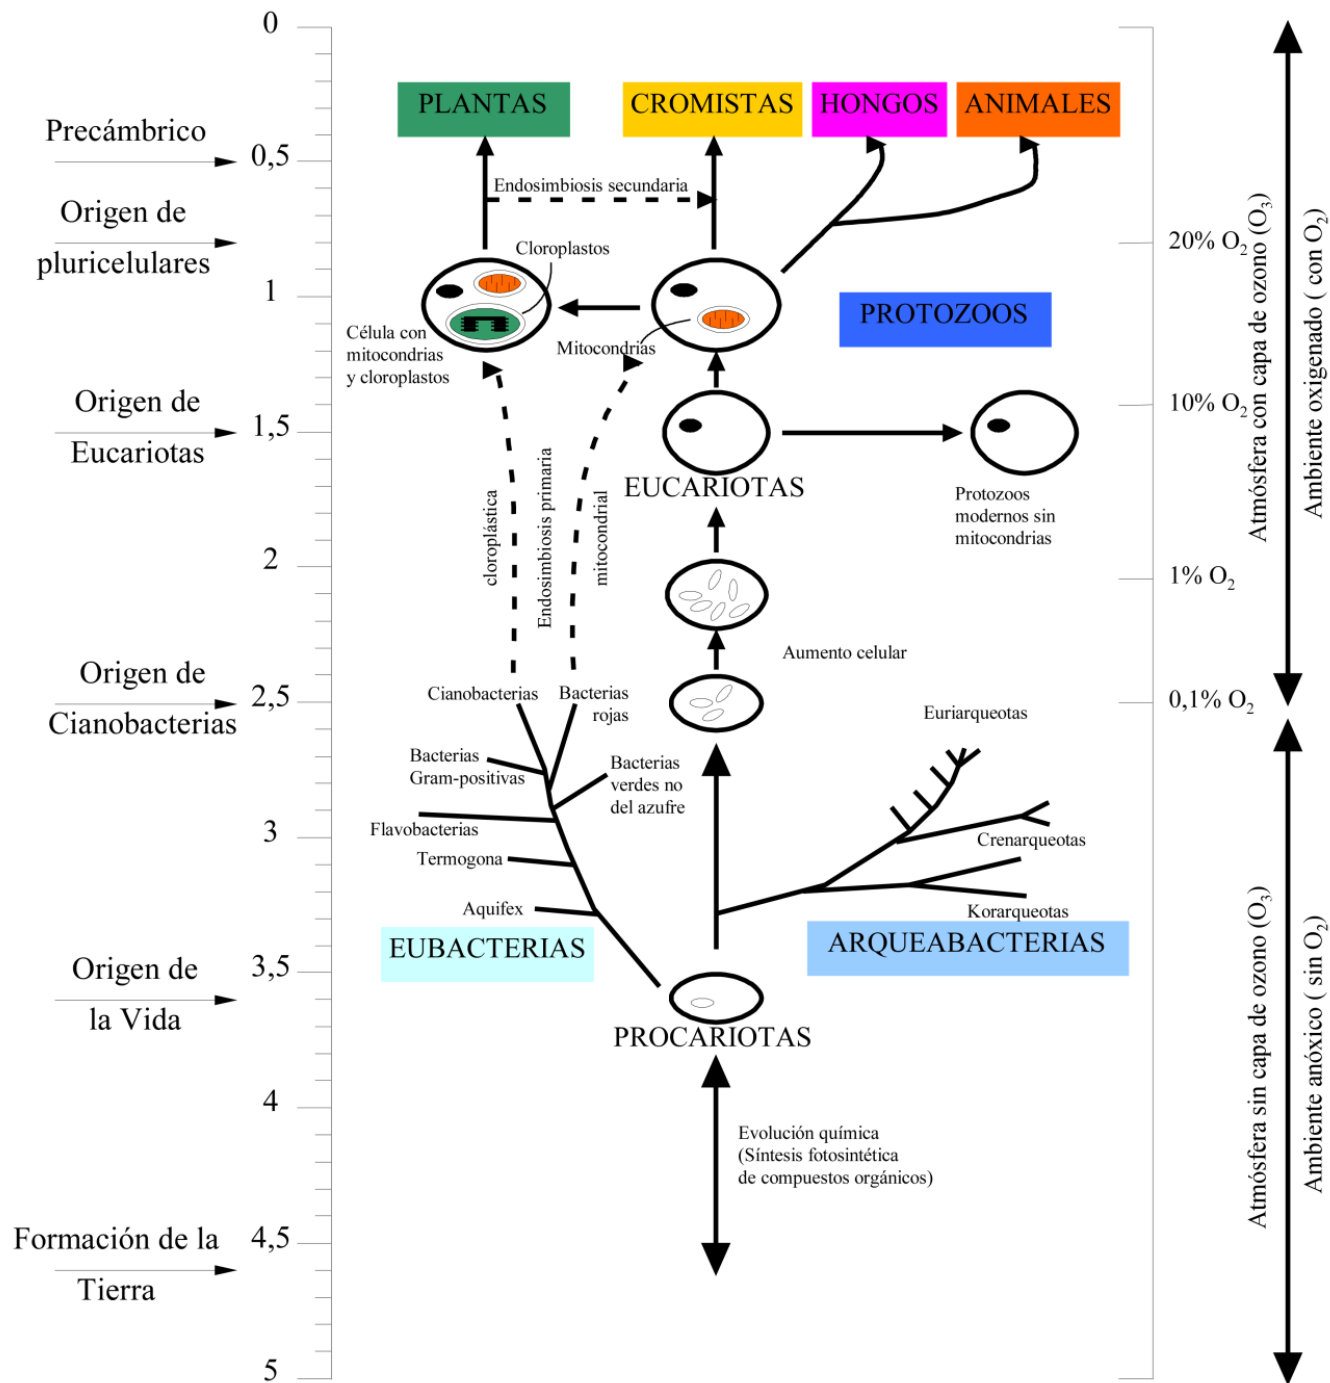 0
PLANTAS
CROMISTAS
HONGOS
ANIMALES
Precámbrico
0,5
Endosimbiosis secundaria
Origen de
pluricelulares
20% O₂
Cloroplastos
1
PROTOZOOS
Célula con
mitocondrias
y cloroplastos
Mitocondrias
Origen de
Eucariotas
10% O₂
1,5
EUCARIOTAS
Protozoos
modernos sin
mitocondrias
cloroplástica
Endosimbiosis primaria
mitocondrial
2
1% O₂
Aumento celular
Origen de
Cianobacterias
2,5
0,1% O₂
Cianobacterias
Bacterias
rojas
Euriarqueotas
Bacterias
Gram-positivas
Bacterias
verdes no
del azufre
Flavobacterias
3
Termogona
Crenarqueotas
Aquifex
Korarqueotas
EUBACTERIAS
ARQUEABACTERIAS
Origen de
la Vida
3,5
PROCARIOTAS
4
Evolución química
(Síntesis fotosintética
de compuestos orgánicos)
Formación de la
Tierra
4,5
5
Atmósfera con capa de ozono (O₃)
Ambiente oxigenado ( con O₂)
Atmósfera sin capa de ozono (O₃)
Ambiente anóxico ( sin O₂)